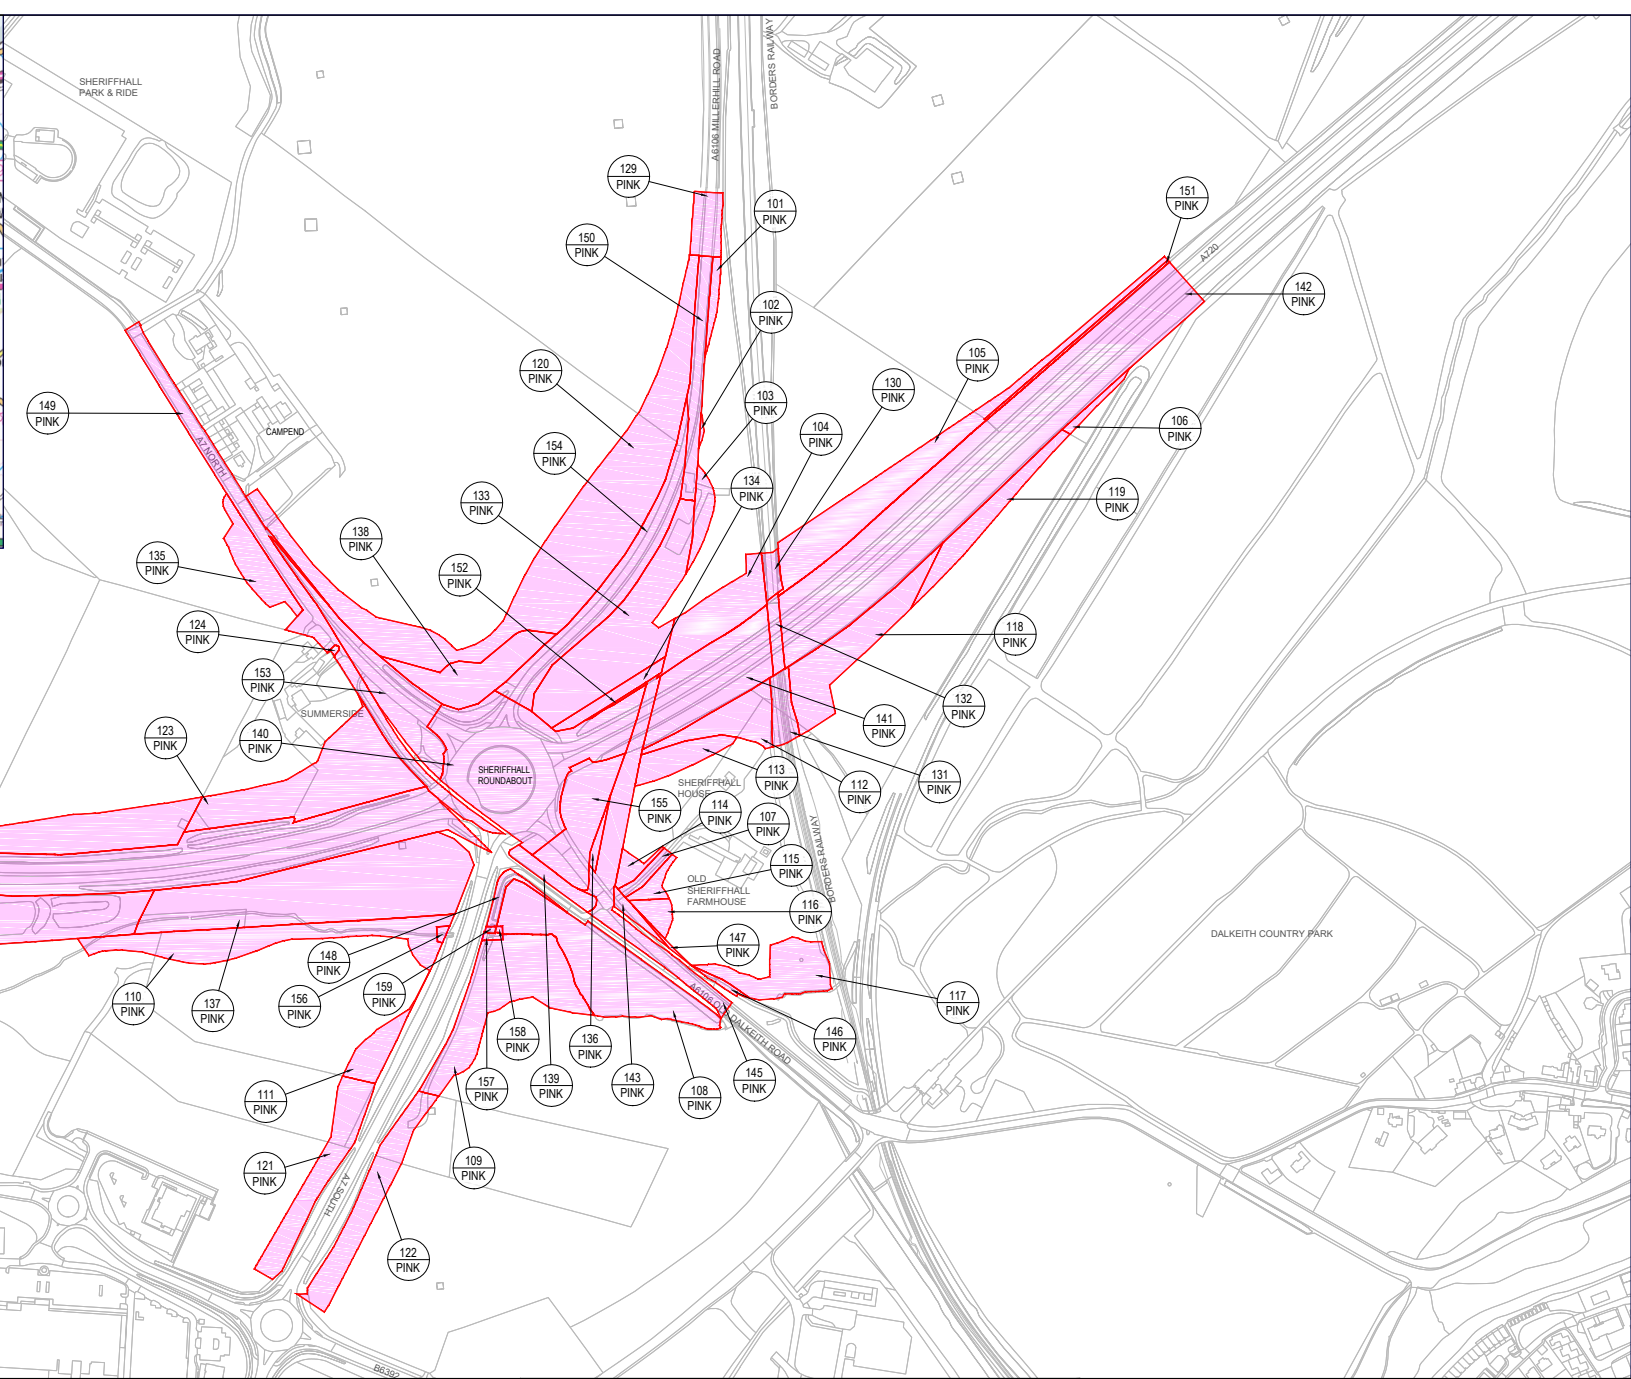 SHERIFFHALL
PARK & RIDE
A6106 MILLERHILL ROAD
BORDERS RAILWAY
129
PINK
101
PINK
151
PINK
150
PINK
A720
142
PINK
102
PINK
120
PINK
105
PINK
130
PINK
103
PINK
149
PINK
CAMPEND
A7 NORTH
104
PINK
106
PINK
154
PINK
134
PINK
133
PINK
119
PINK
138
PINK
135
PINK
152
PINK
124
PINK
118
PINK
153
PINK
SUMMERSIDE
132
PINK
141
PINK
123
PINK
140
PINK
SHERIFFHALL
ROUNDABOUT
113
PINK
SHERIFFHALL
HOUSE
112
PINK
131
PINK
155
PINK
114
PINK
107
PINK
BORDERS RAILWAY
115
PINK
OLD
SHERIFFHALL
FARMHOUSE
116
PINK
DALKEITH COUNTRY PARK
147
PINK
148
PINK
117
PINK
110
PINK
137
PINK
156
PINK
159
PINK
A6106 OLD DALKEITH ROAD
158
PINK
136
PINK
146
PINK
111
PINK
157
PINK
139
PINK
143
PINK
108
PINK
145
PINK
121
PINK
109
PINK
A7 SOUTH
122
PINK
B6392